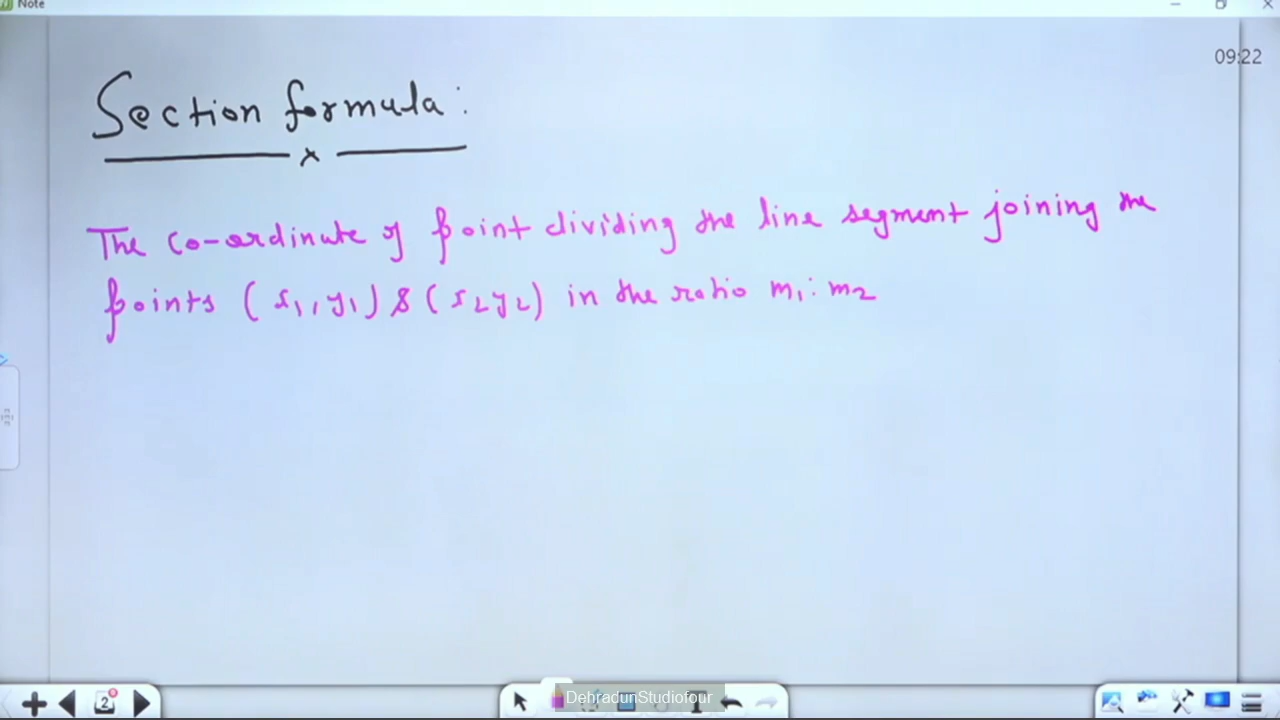 Note
09:22
Section formula:
The co-ordinate of point dividing the line segment joining the
points (x1, y1) & (x2 y2) in the ratio m1: m2
2
DehradunStudiofour